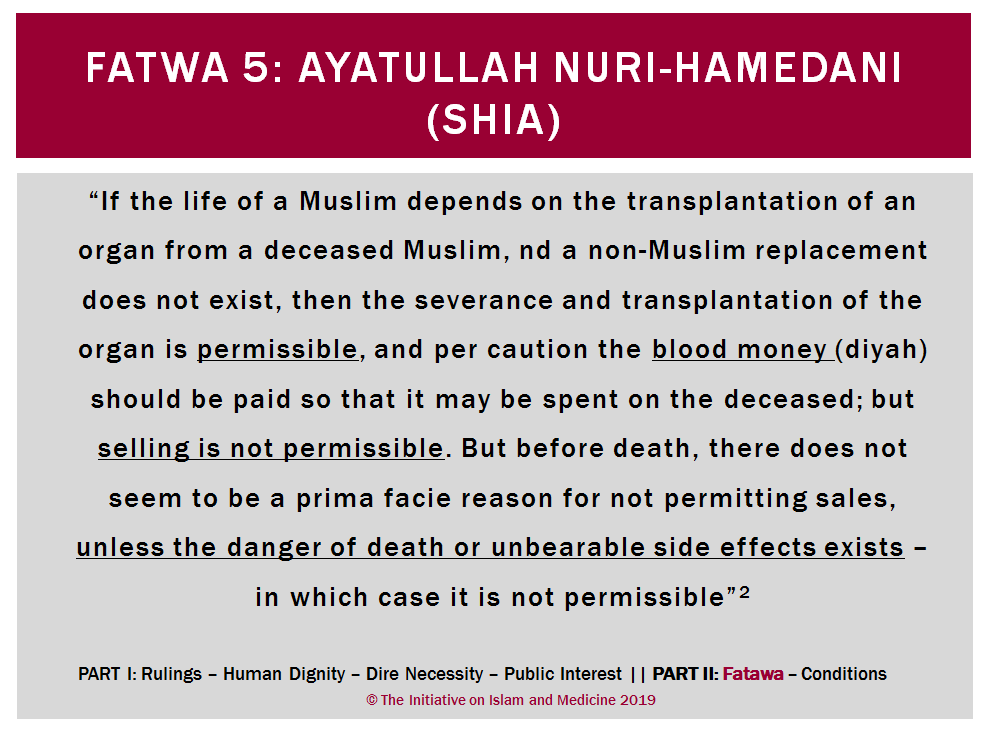 FATWA 5: AYATULLAH NURI-HAMEDANI
(SHIA)
“If the life of a Muslim depends on the transplantation of an
organ from a deceased Muslim, nd a non-Muslim replacement
does not exist, then the severance and transplantation of the
organ is permissible, and per caution the blood money (diyah)
should be paid so that it may be spent on the deceased; but
selling is not permissible. But before death, there does not
seem to be a prima facie reason for not permitting sales,
unless the danger of death or unbearable side effects exists –
in which case it is not permissible”2
PART I: Rulings – Human Dignity – Dire Necessity – Public Interest || PART II: Fatawa – Conditions
© The Initiative on Islam and Medicine 2019